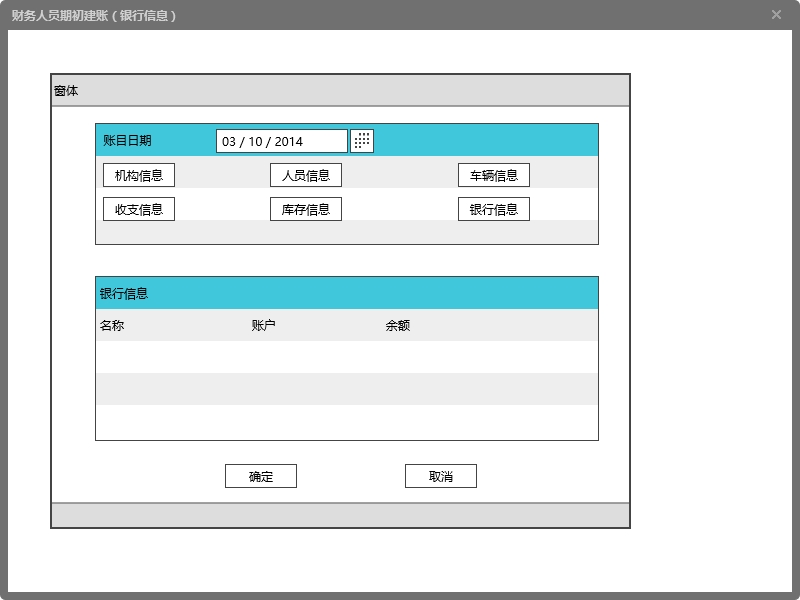 财务人员期初建账（银行信息）
窗体
账目日期 03 / 10 / 2014
机构信息 人员信息 车辆信息
收支信息 库存信息 银行信息
银行信息
名称 账户 余额
确定 取消